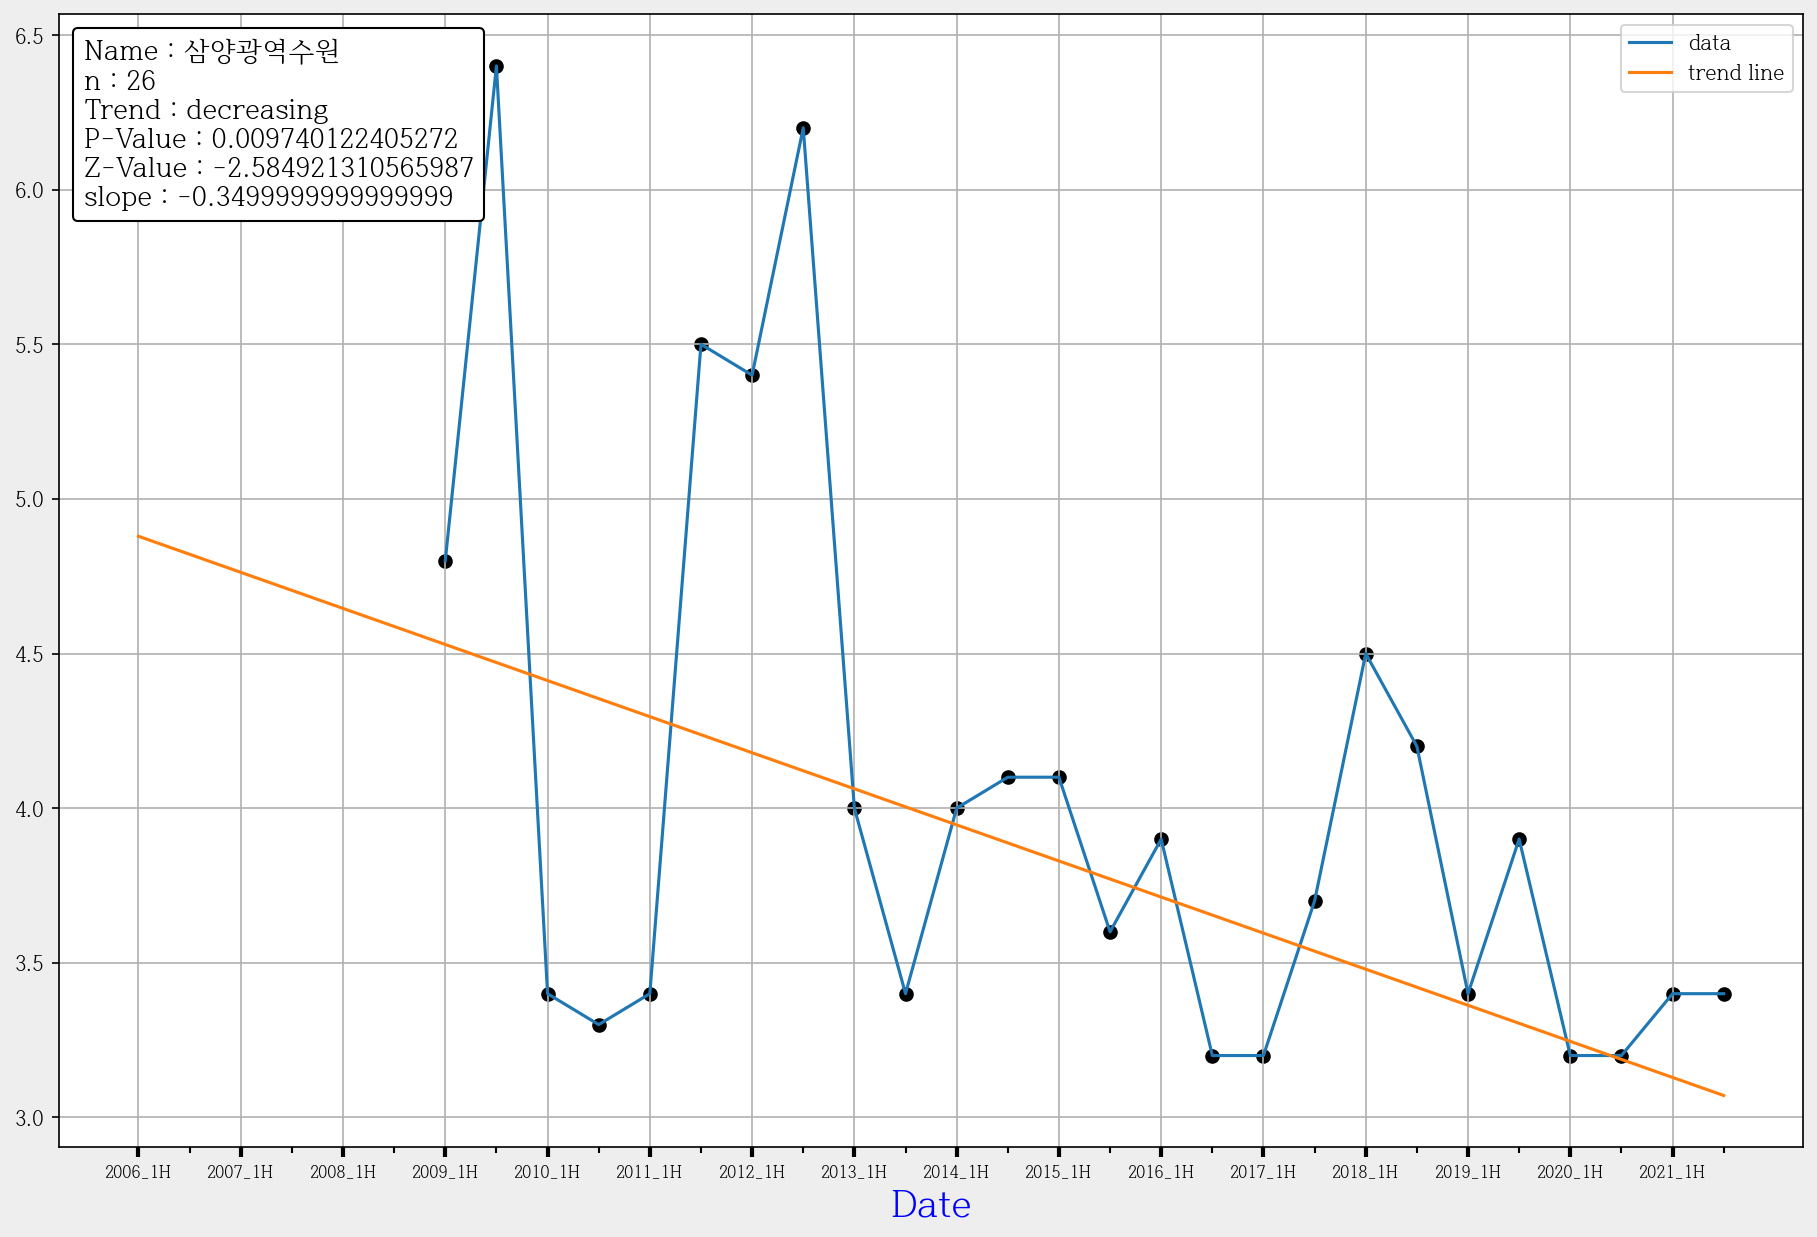 Name : 삼양광역수원
n : 26
Trend : decreasing
P-Value : 0.009740122405272
Z-Value : -2.584921310565987
slope : -0.3499999999999999
data
trend line
6.5
6.0
5.5
5.0
4.5
4.0
3.5
3.0
2006_1H 2007_1H 2008_1H 2009_1H 2010_1H 2011_1H 2012_1H 2013_1H 2014_1H 2015_1H 2016_1H 2017_1H 2018_1H 2019_1H 2020_1H 2021_1H
Date